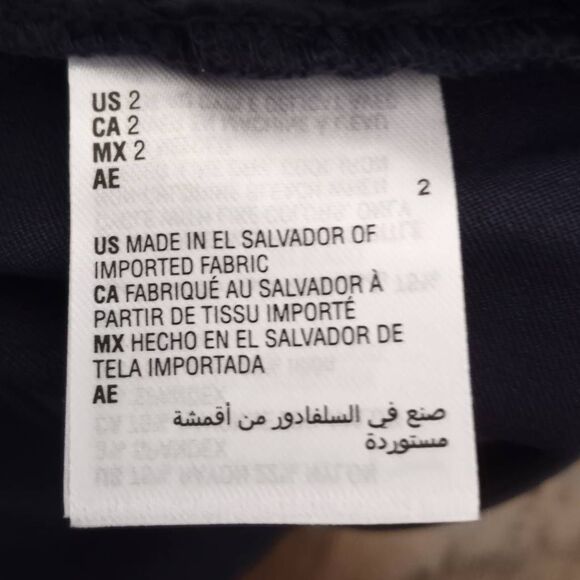 US 2
CA 2
MX 2
AE
2
US MADE IN EL SALVADOR OF
IMPORTED FABRIC
CA FABRIQUÉ AU SALVADOR À
PARTIR DE TISSU IMPORTÉ
MX HECHO EN EL SALVADOR DE
TELA IMPORTADA
AE
صنع في السلفادور من أقمشة
مستوردة